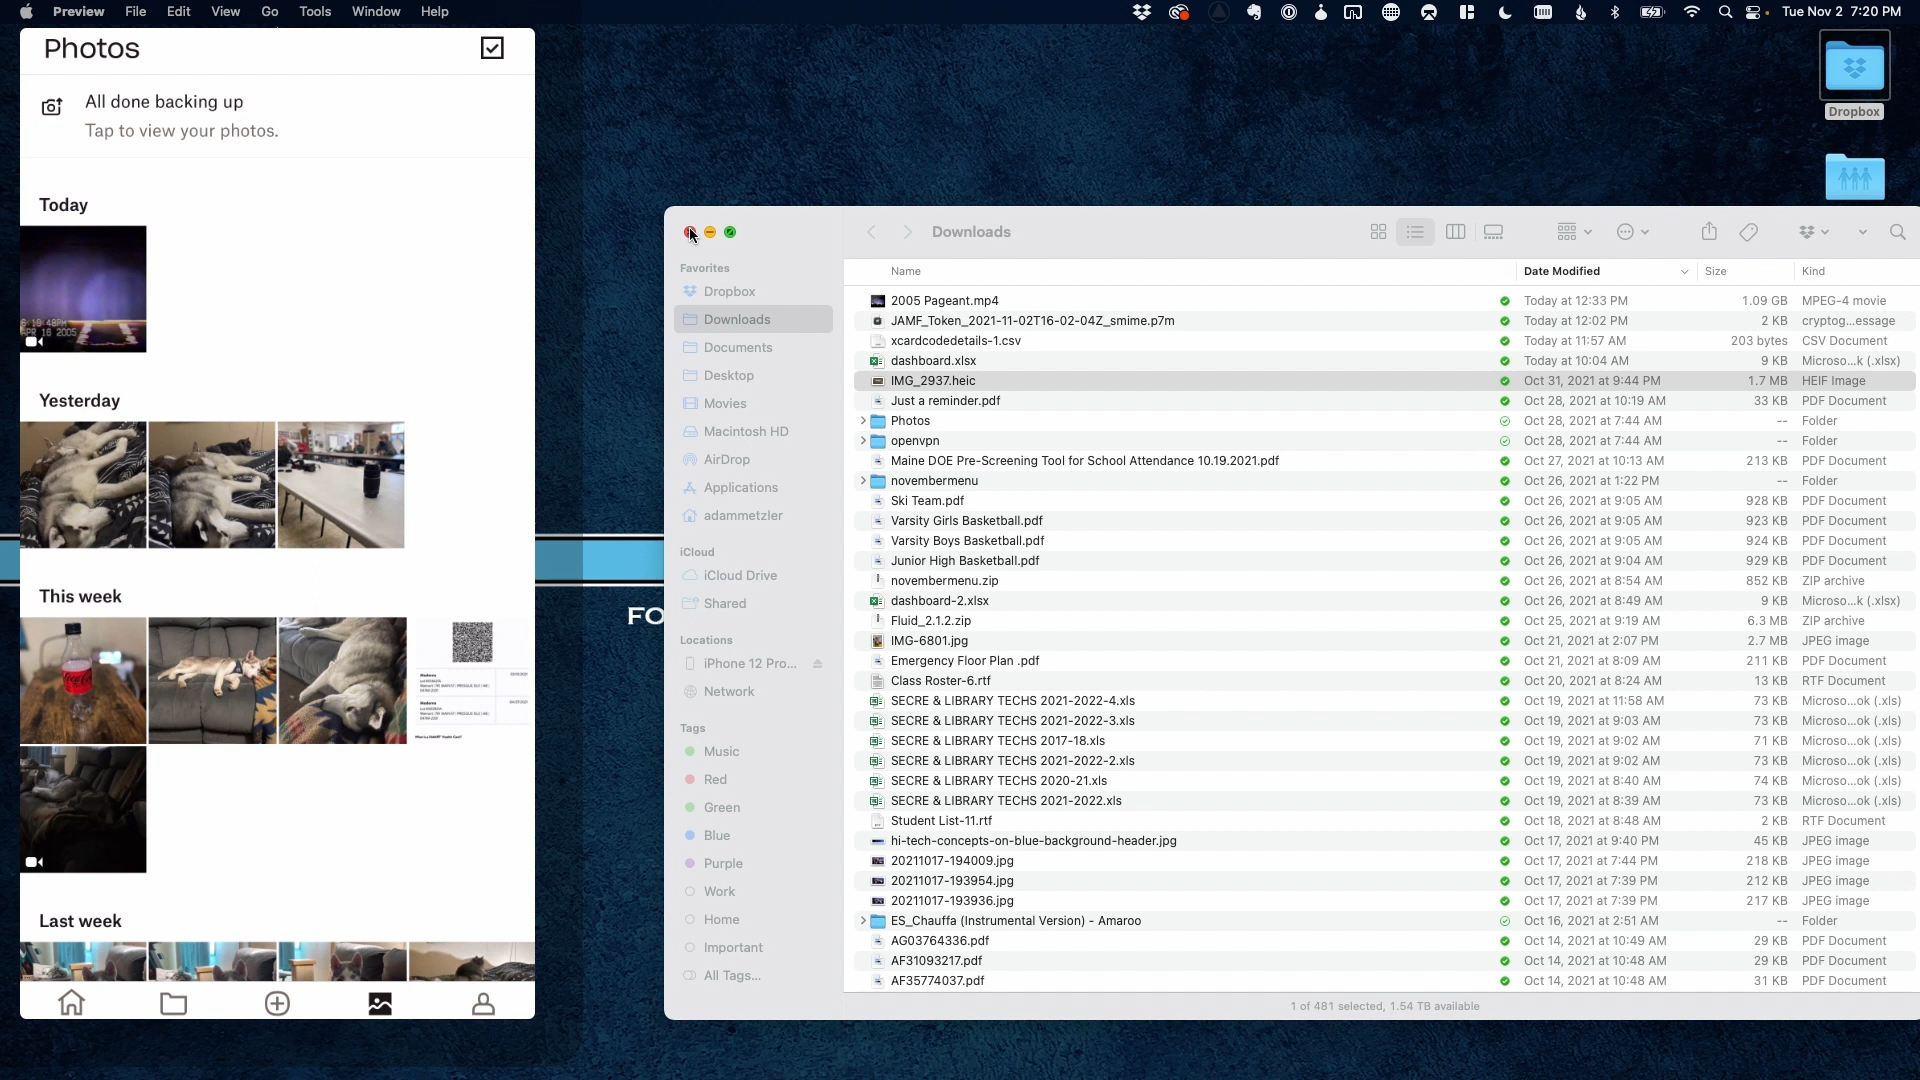 Preview File Edit View Go Tools Window Help
Tue Nov 2 7:20 PM
Photos
All done backing up
Tap to view your photos.
Today
Yesterday
This week
Last week
Dropbox
FO
Downloads
Favorites
Dropbox
Downloads
Documents
Desktop
Movies
Macintosh HD
AirDrop
Applications
adammetzler
iCloud
iCloud Drive
Shared
Locations
iPhone 12 Pro...
Network
Tags
Music
Red
Green
Blue
Purple
Work
Home
Important
All Tags...
Name Date Modified Size Kind
2005 Pageant.mp4 Today at 12:33 PM 1.09 GB MPEG-4 movie
JAMF_Token_2021-11-02T16-02-04Z_smime.p7m Today at 12:02 PM 2 KB cryptog...essage
xcardcodedetails-1.csv Today at 11:57 AM 203 bytes CSV Document
dashboard.xlsx Today at 10:04 AM 9 KB Microso...k (.xlsx)
IMG_2937.heic Oct 31, 2021 at 9:44 PM 1.7 MB HEIF Image
Just a reminder.pdf Oct 28, 2021 at 10:19 AM 33 KB PDF Document
Photos Oct 28, 2021 at 7:44 AM -- Folder
openvpn Oct 28, 2021 at 7:44 AM -- Folder
Maine DOE Pre-Screening Tool for School Attendance 10.19.2021.pdf Oct 27, 2021 at 10:13 AM 213 KB PDF Document
novembermenu Oct 26, 2021 at 1:22 PM -- Folder
Ski Team.pdf Oct 26, 2021 at 9:05 AM 928 KB PDF Document
Varsity Girls Basketball.pdf Oct 26, 2021 at 9:05 AM 923 KB PDF Document
Varsity Boys Basketball.pdf Oct 26, 2021 at 9:05 AM 924 KB PDF Document
Junior High Basketball.pdf Oct 26, 2021 at 9:04 AM 929 KB PDF Document
novembermenu.zip Oct 26, 2021 at 8:54 AM 852 KB ZIP archive
dashboard-2.xlsx Oct 26, 2021 at 8:49 AM 9 KB Microso...k (.xlsx)
Fluid_2.1.2.zip Oct 25, 2021 at 9:19 AM 6.3 MB ZIP archive
IMG-6801.jpg Oct 21, 2021 at 2:07 PM 2.7 MB JPEG image
Emergency Floor Plan .pdf Oct 21, 2021 at 8:09 AM 211 KB PDF Document
Class Roster-6.rtf Oct 20, 2021 at 8:24 AM 13 KB RTF Document
SECRE & LIBRARY TECHS 2021-2022-4.xls Oct 19, 2021 at 11:58 AM 73 KB Microso...ok (.xls)
SECRE & LIBRARY TECHS 2021-2022-3.xls Oct 19, 2021 at 9:03 AM 73 KB Microso...ok (.xls)
SECRE & LIBRARY TECHS 2017-18.xls Oct 19, 2021 at 9:02 AM 71 KB Microso...ok (.xls)
SECRE & LIBRARY TECHS 2021-2022-2.xls Oct 19, 2021 at 9:02 AM 73 KB Microso...ok (.xls)
SECRE & LIBRARY TECHS 2020-21.xls Oct 19, 2021 at 8:40 AM 74 KB Microso...ok (.xls)
SECRE & LIBRARY TECHS 2021-2022.xls Oct 19, 2021 at 8:39 AM 73 KB Microso...ok (.xls)
Student List-11.rtf Oct 18, 2021 at 8:48 AM 2 KB RTF Document
hi-tech-concepts-on-blue-background-header.jpg Oct 17, 2021 at 9:40 PM 45 KB JPEG image
20211017-194009.jpg Oct 17, 2021 at 7:44 PM 218 KB JPEG image
20211017-193954.jpg Oct 17, 2021 at 7:39 PM 212 KB JPEG image
20211017-193936.jpg Oct 17, 2021 at 7:39 PM 217 KB JPEG image
ES_Chauffa (Instrumental Version) - Amaroo Oct 16, 2021 at 2:51 AM -- Folder
AG03764336.pdf Oct 14, 2021 at 10:49 AM 29 KB PDF Document
AF31093217.pdf Oct 14, 2021 at 10:48 AM 29 KB PDF Document
AF35774037.pdf Oct 14, 2021 at 10:48 AM 31 KB PDF Document
1 of 481 selected, 1.54 TB available